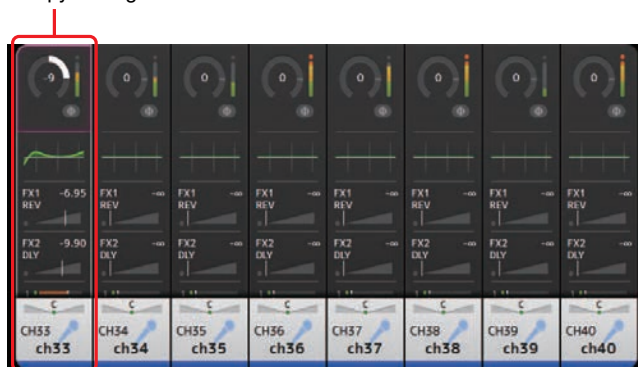 -9 0 0 0 0 0 0 0
FX1 -6.95 FX1 -∞ FX1 -∞ FX1 -∞ FX1 -∞ FX1 -∞ FX1 -∞ FX1 -∞
REV REV REV REV REV REV REV REV
FX2 -9.90 FX2 -∞ FX2 -∞ FX2 -∞ FX2 -∞ FX2 -∞ FX2 -∞ FX2 -∞
DLY DLY DLY DLY DLY DLY DLY DLY
C C C C C C C C
CH33 CH34 CH35 CH36 CH37 CH38 CH39 CH40
ch33 ch34 ch35 ch36 ch37 ch38 ch39 ch40